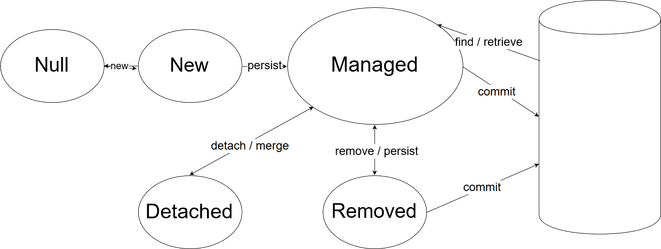 Null
new
New
persist
Managed
find / retrieve
commit
detach / merge
remove / persist
Detached
Removed
commit